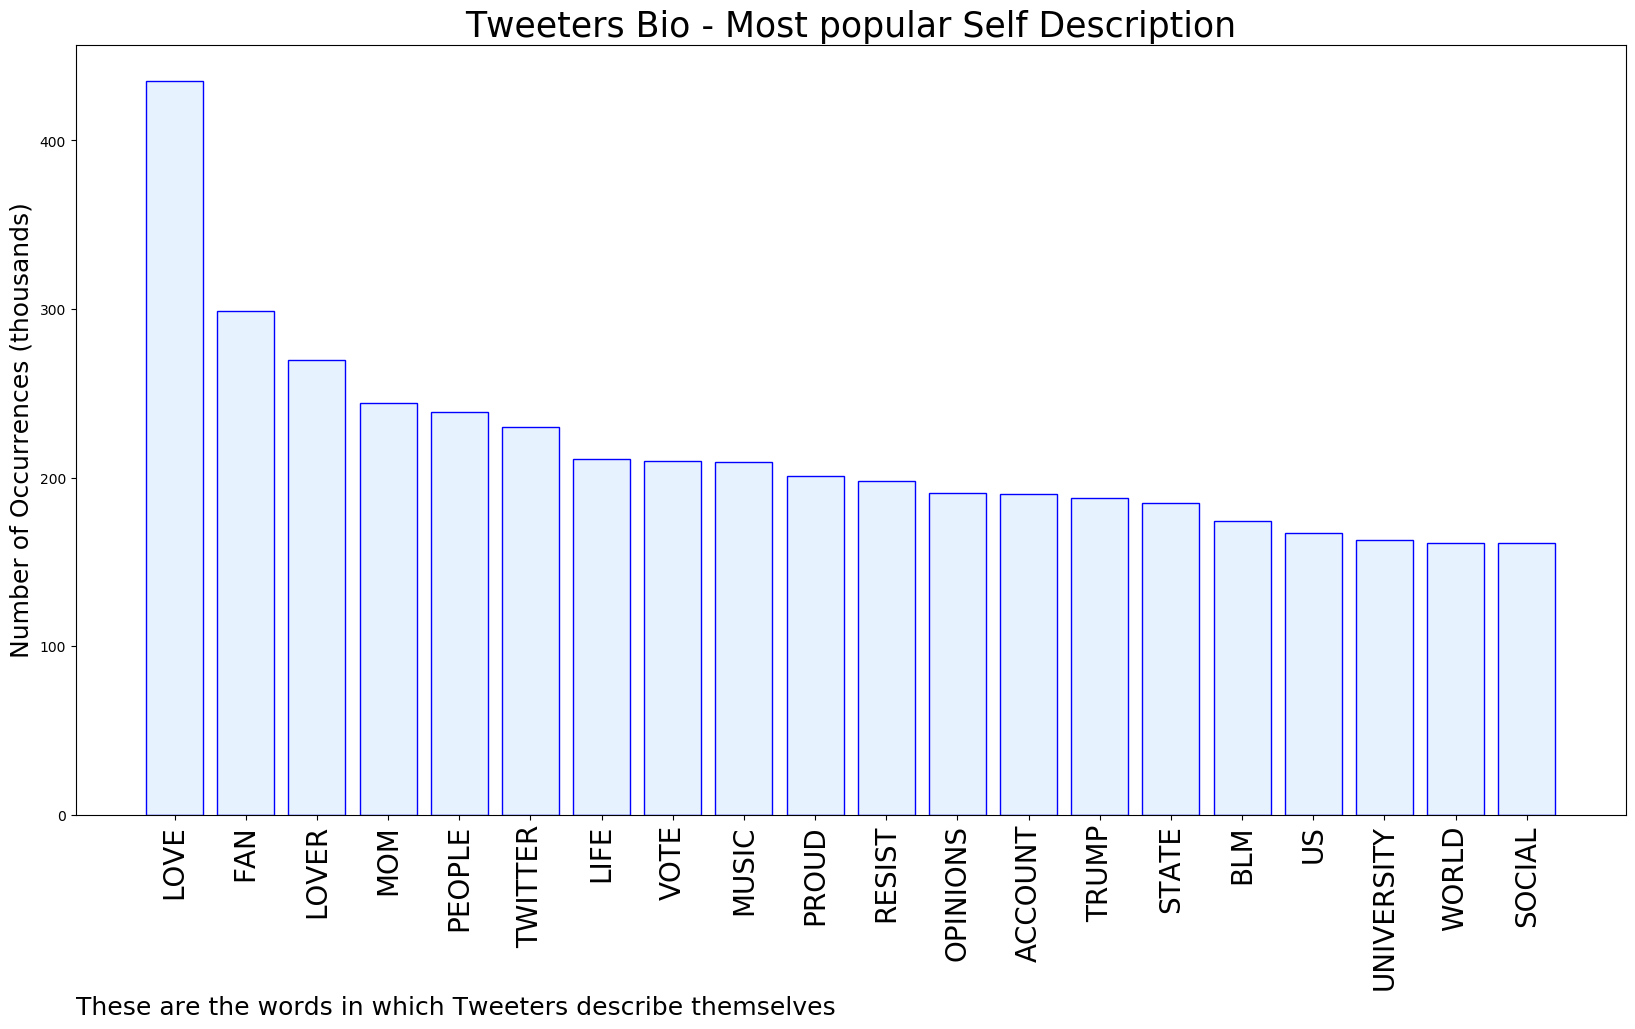 Tweeters Bio - Most popular Self Description
Number of Occurrences (thousands)
400
300
200
100
0
LOVE
FAN
LOVER
MOM
PEOPLE
TWITTER
LIFE
VOTE
MUSIC
PROUD
RESIST
OPINIONS
ACCOUNT
TRUMP
STATE
BLM
US
UNIVERSITY
WORLD
SOCIAL
These are the words in which Tweeters describe themselves